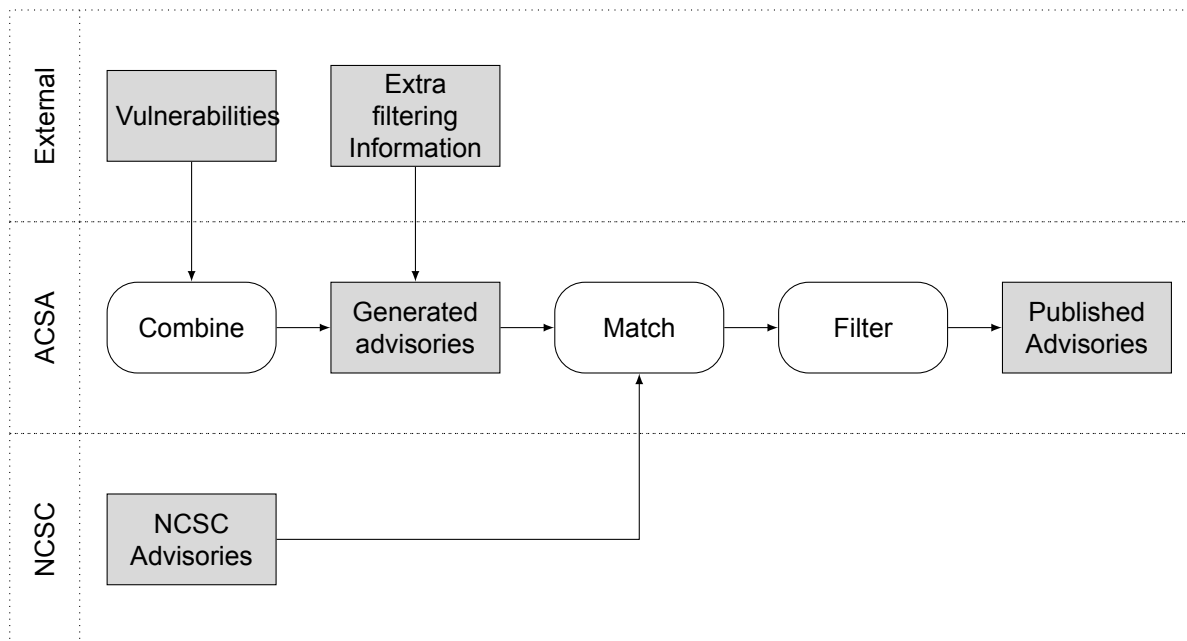 External
Vulnerabilities
Extra
filtering
Information
ACSA
Combine
Generated
advisories
Match
Filter
Published
Advisories
NCSC
NCSC
Advisories